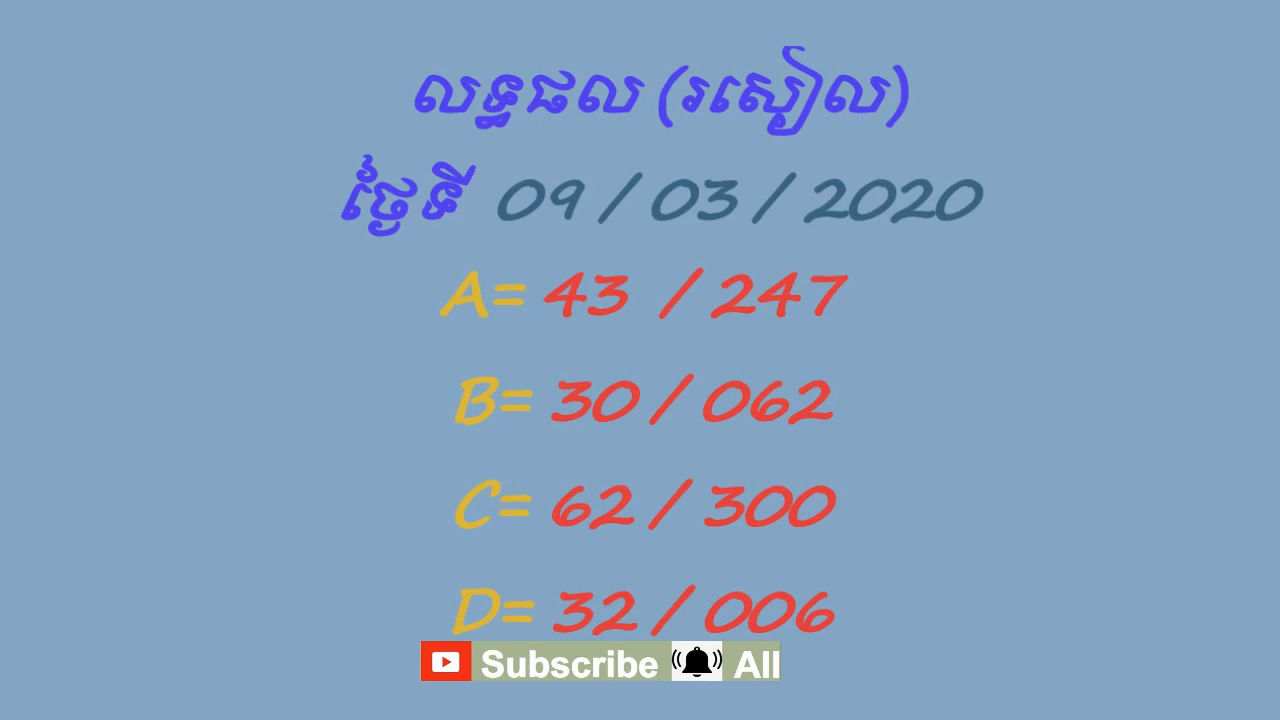 លទ្ធផល (រសៀល)
ថ្ងៃទី 09 / 03 / 2020
A= 43 / 247
B= 30 / 062
C= 62 / 300
D= 32 / 006
Subscribe All